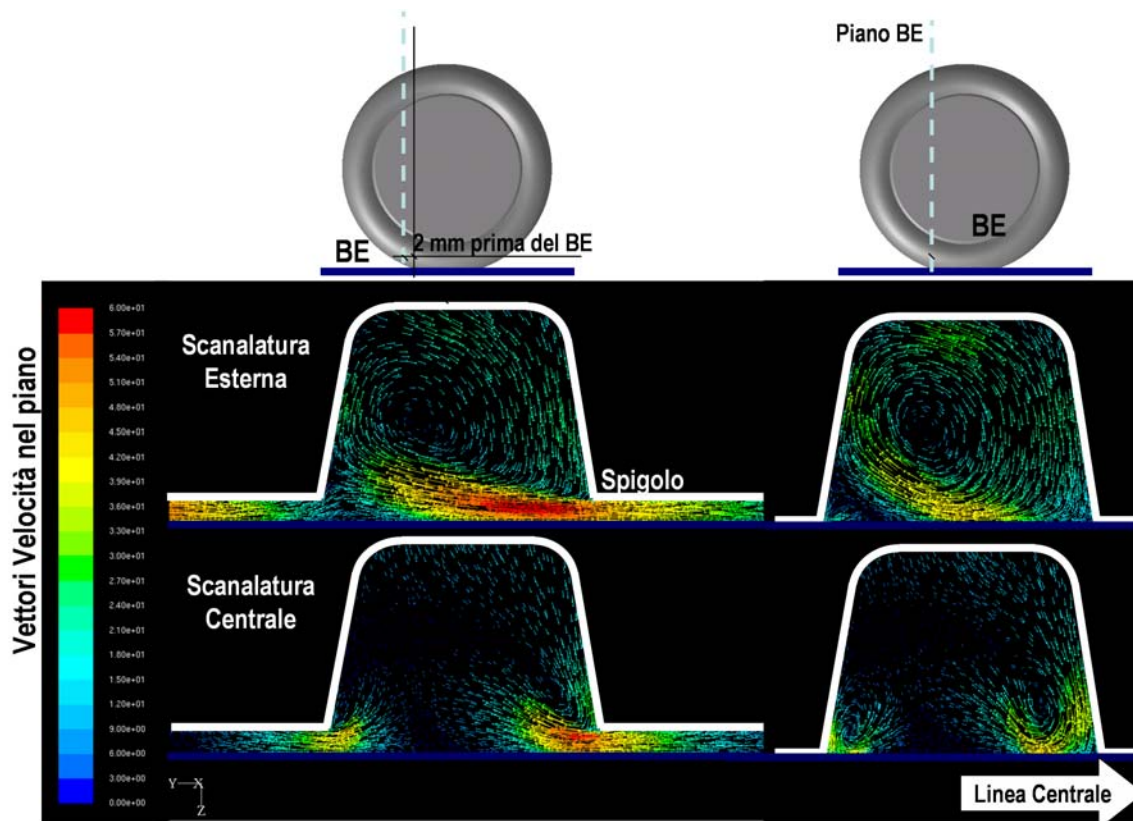 Piano BE
BE
2 mm prima del BE
BE
Vettori Velocità nel piano
6.00e+01
5.70e+01
5.40e+01
5.10e+01
4.80e+01
4.50e+01
4.20e+01
3.90e+01
3.60e+01
3.30e+01
3.00e+01
2.70e+01
2.40e+01
2.10e+01
1.80e+01
1.50e+01
1.20e+01
9.00e+00
6.00e+00
3.00e+00
0.00e+00
Scanalatura
Esterna
Spigolo
Scanalatura
Centrale
Y X
Z
Linea Centrale